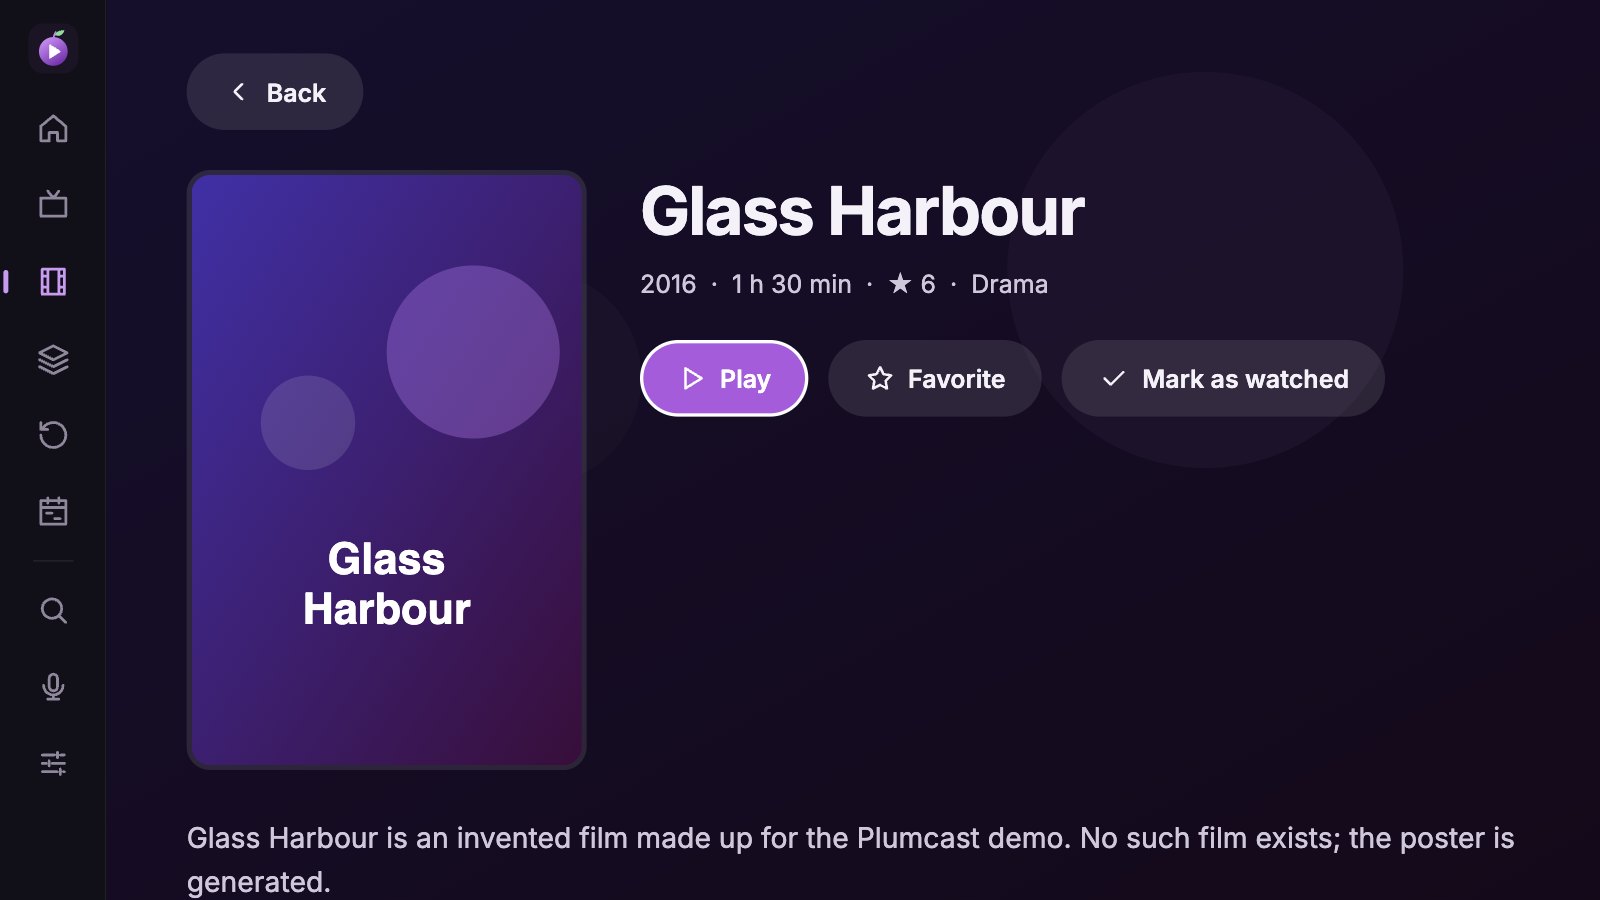 Back
Glass Harbour
2016 · 1 h 30 min · ★ 6 · Drama
Play
Favorite
Mark as watched
Glass
Harbour
Glass Harbour is an invented film made up for the Plumcast demo. No such film exists; the poster is
generated.